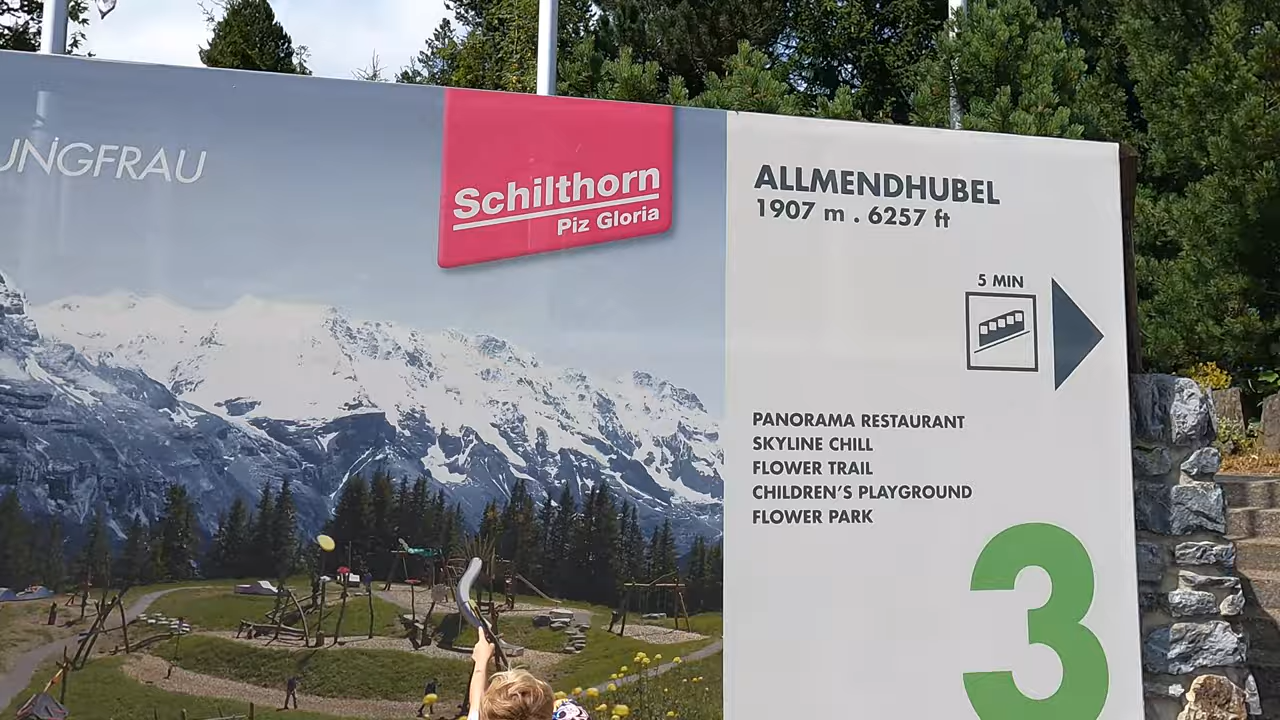 UNGFRAU
Schilthorn
Piz Gloria
ALLMENDHUBEL
1907 m . 6257 ft
5 MIN
PANORAMA RESTAURANT
SKYLINE CHILL
FLOWER TRAIL
CHILDREN'S PLAYGROUND
FLOWER PARK
3